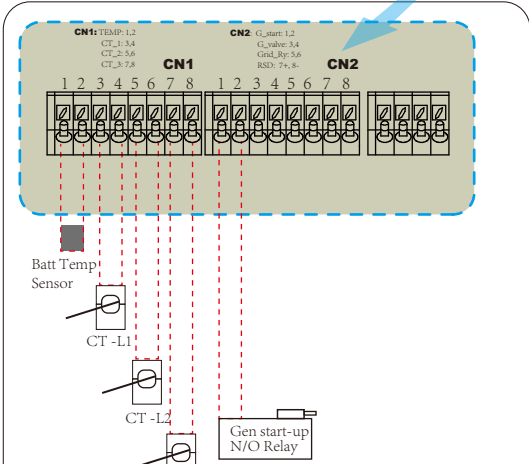 CN1: TEMP: 1,2
CT_1: 3,4
CT_2: 5,6
CT_3: 7,8
CN1
CN2: G_start: 1,2
G_valve: 3,4
Grid_Ry: 5,6
RSD: 7+, 8-
CN2
1 2 3 4 5 6 7 8
1 2 3 4 5 6 7 8
Batt Temp
Sensor
CT -L1
CT -L2
Gen start-up
N/O Relay